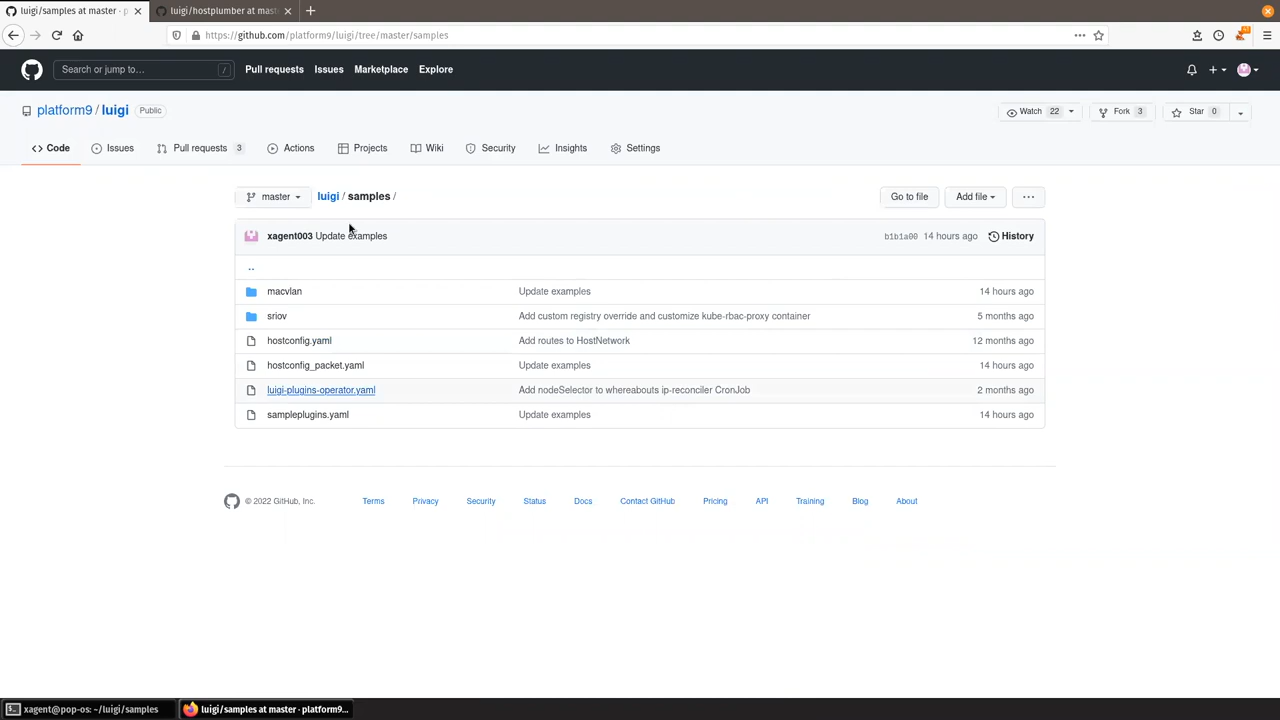 luigi/samples at master · p
luigi/hostplumber at mas
https://github.com/platform9/luigi/tree/master/samples
Search or jump to... /
Pull requests Issues Marketplace Explore
platform9 / luigi Public
Watch 22 Fork 3 Star 0
Code Issues Pull requests 3 Actions Projects Wiki Security Insights Settings
master luigi / samples / Go to file Add file ...
xagent003 Update examples b1b1a00 14 hours ago History
..
macvlan Update examples 14 hours ago
sriov Add custom registry override and customize kube-rbac-proxy container 5 months ago
hostconfig.yaml Add routes to HostNetwork 12 months ago
hostconfig_packet.yaml Update examples 14 hours ago
luigi-plugins-operator.yaml Add nodeSelector to whereabouts ip-reconciler CronJob 2 months ago
sampleplugins.yaml Update examples 14 hours ago
© 2022 GitHub, Inc. Terms Privacy Security Status Docs Contact GitHub Pricing API Training Blog About
xagent@pop-os: ~/luigi/samples
luigi/samples at master · platform9...